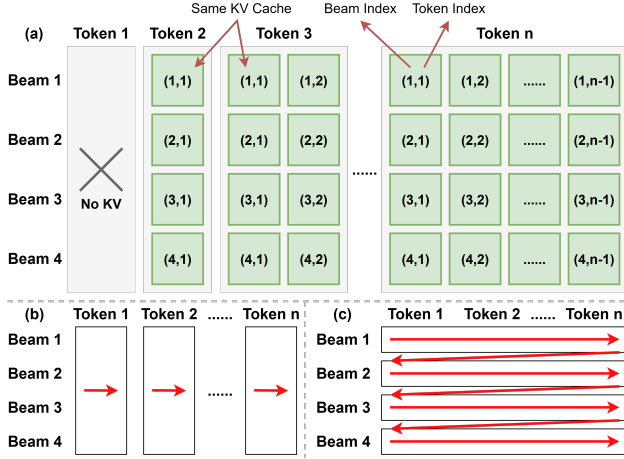 Same KV Cache Beam Index Token Index
(a) Token 1 Token 2 Token 3 Token n
Beam 1 (1,1) (1,1) (1,2) (1,1) (1,2) ...... (1,n-1)
Beam 2 (2,1) (2,1) (2,2) (2,1) (2,2) ...... (2,n-1)
......
No KV
Beam 3 (3,1) (3,1) (3,2) (3,1) (3,2) ...... (3,n-1)
Beam 4 (4,1) (4,1) (4,2) (4,1) (4,2) ...... (4,n-1)
(b) Token 1 Token 2 ...... Token n
Beam 1
Beam 2
......
Beam 3
Beam 4
(c) Token 1 Token 2 ...... Token n
Beam 1
Beam 2
Beam 3
Beam 4